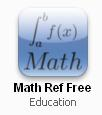 ∫ₐᵇ f(x)
Math
Math Ref Free
Education